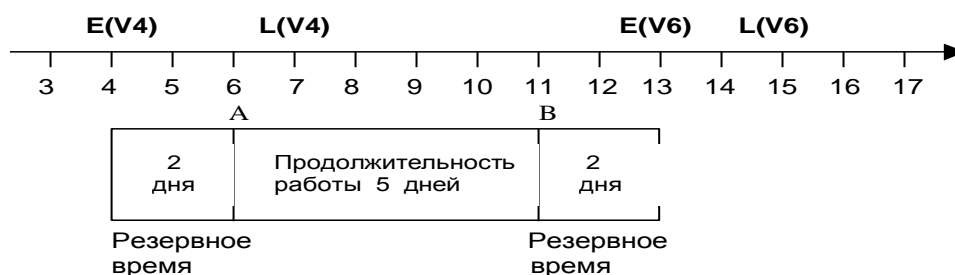 E(V4) L(V4) E(V6) L(V6)
3 4 5 6 7 8 9 10 11 12 13 14 15 16 17
A B
2 Продолжительность 2
дня работы 5 дней дня
Резервное Резервное
время время